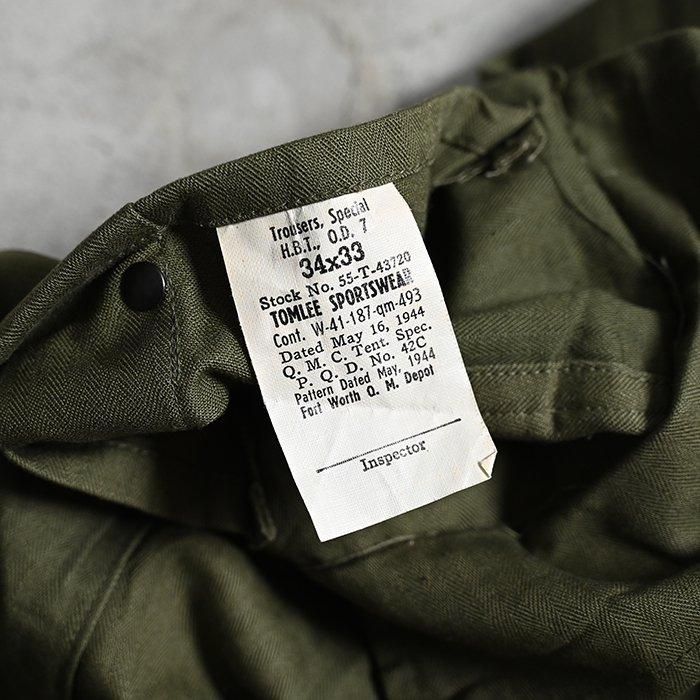 Trousers, Special
H.B.T., O.D. 7
34x33
Stock No. 55-T-43720
TOMLEE SPORTSWEAR
Cont. W-41-187-qm-493
Dated May 16, 1944
Q. M. C. Tent. Spec.
P. Q. D. No. 42C
Pattern Dated May, 1944
Fort Worth Q. M. Depot
Inspector